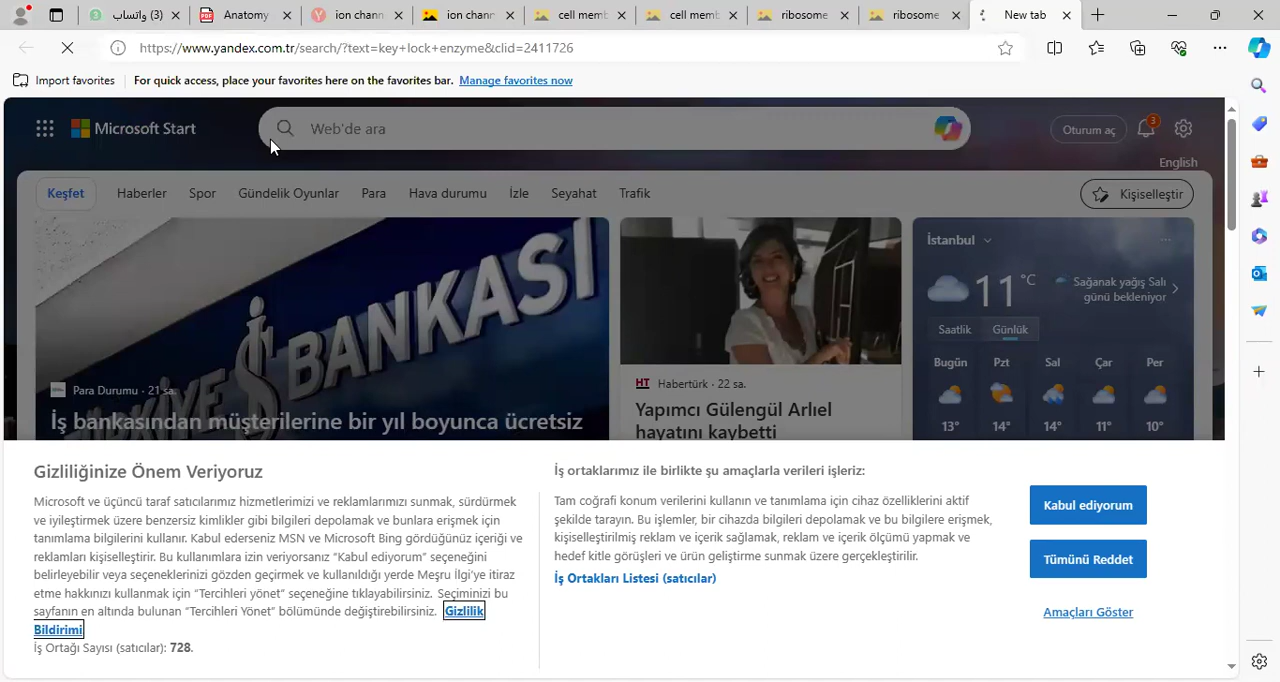 (3) واتساب
Anatomy
ion chann
ion chann
cell memb
cell memb
ribosome
ribosome
New tab
https://www.yandex.com.tr/search/?text=key+lock+enzyme&clid=2411726
Import favorites
For quick access, place your favorites here on the favorites bar. Manage favorites now
Microsoft Start
Web'de ara
Oturum aç
3
English
Keşfet
Haberler
Spor
Gündelik Oyunlar
Para
Hava durumu
İzle
Seyahat
Trafik
Kişiselleştir
TÜRKİYE İŞ BANKASI
Para Durumu · 21 sa.
İş bankasından müşterilerine bir yıl boyunca ücretsiz
HT Habertürk · 22 sa.
Yapımcı Gülengül Arlıel
hayatını kaybetti
İstanbul
11 °C
Sağanak yağış Salı
günü bekleniyor
Saatlik
Günlük
Bugün Pzt Sal Çar Per
13° 14° 14° 11° 10°
Gizliliğinize Önem Veriyoruz
Microsoft ve üçüncü taraf satıcılarımız hizmetlerimizi ve reklamlarımızı sunmak, sürdürmek
ve iyileştirmek üzere benzersiz kimlikler gibi bilgileri depolamak ve bunlara erişmek için
tanımlama bilgilerini kullanır. Kabul ederseniz MSN ve Microsoft Bing gördüğünüz içeriği ve
reklamları kişiselleştirir. Bu kullanımlara izin veriyorsanız “Kabul ediyorum” seçeneğini
belirleyebilir veya seçeneklerinizi gözden geçirmek ve kullanıldığı yerde Meşru İlgi’ye itiraz
etme hakkınızı kullanmak için “Tercihleri yönet” seçeneğine tıklayabilirsiniz. Seçiminizi bu
sayfanın en altında bulunan “Tercihleri Yönet” bölümünde değiştirebilirsiniz. Gizlilik
Bildirimi
İş Ortağı Sayısı (satıcılar): 728.
İş ortaklarımız ile birlikte şu amaçlarla verileri işleriz:
Tam coğrafi konum verilerini kullanın ve tanımlama için cihaz özelliklerini aktif
şekilde tarayın. Bu işlemler, bir cihazda bilgileri depolamak ve bu bilgilere erişmek,
kişiselleştirilmiş reklam ve içerik sağlamak, reklam ve içerik ölçümü yapmak ve
hedef kitle görüşleri ve ürün geliştirme sunmak üzere gerçekleştirilir.
İş Ortakları Listesi (satıcılar)
Kabul ediyorum
Tümünü Reddet
Amaçları Göster